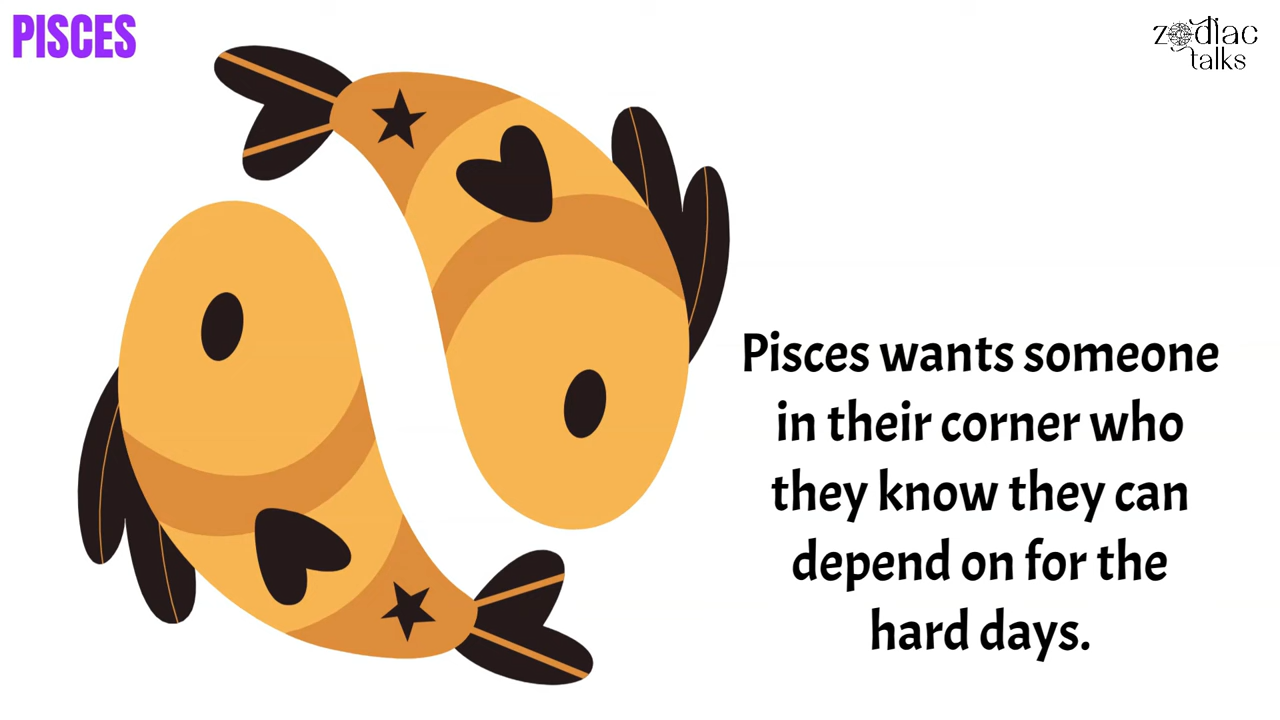 PISCES
zodiac
talks
Pisces wants someone
in their corner who
they know they can
depend on for the
hard days.